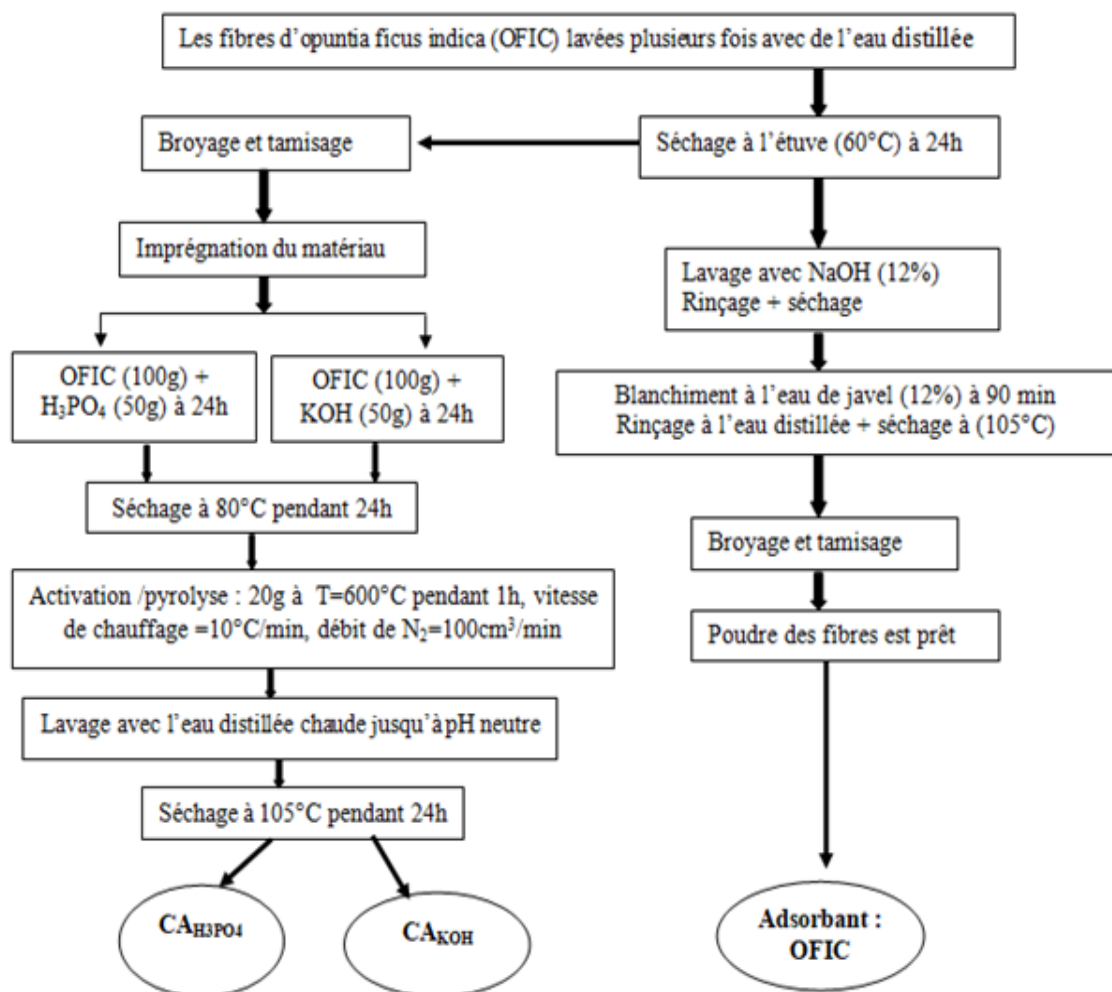 Les fibres d’opuntia ficus indica (OFIC) lavées plusieurs fois avec de l’eau distillée
Broyage et tamisage
Séchage à l’étuve (60°C) à 24h
Imprégnation du matériau
Lavage avec NaOH (12%)
Rinçage + séchage
OFIC (100g) +
H₃PO₄ (50g) à 24h
OFIC (100g) +
KOH (50g) à 24h
Blanchiment à l’eau de javel (12%) à 90 min
Rinçage à l’eau distillée + séchage à (105°C)
Séchage à 80°C pendant 24h
Broyage et tamisage
Activation /pyrolyse : 20g à T=600°C pendant 1h, vitesse
de chauffage =10°C/min, débit de N₂=100cm³/min
Poudre des fibres est prêt
Lavage avec l’eau distillée chaude jusqu’à pH neutre
Séchage à 105°C pendant 24h
CA_H3PO4
CA_KOH
Adsorbant :
OFIC